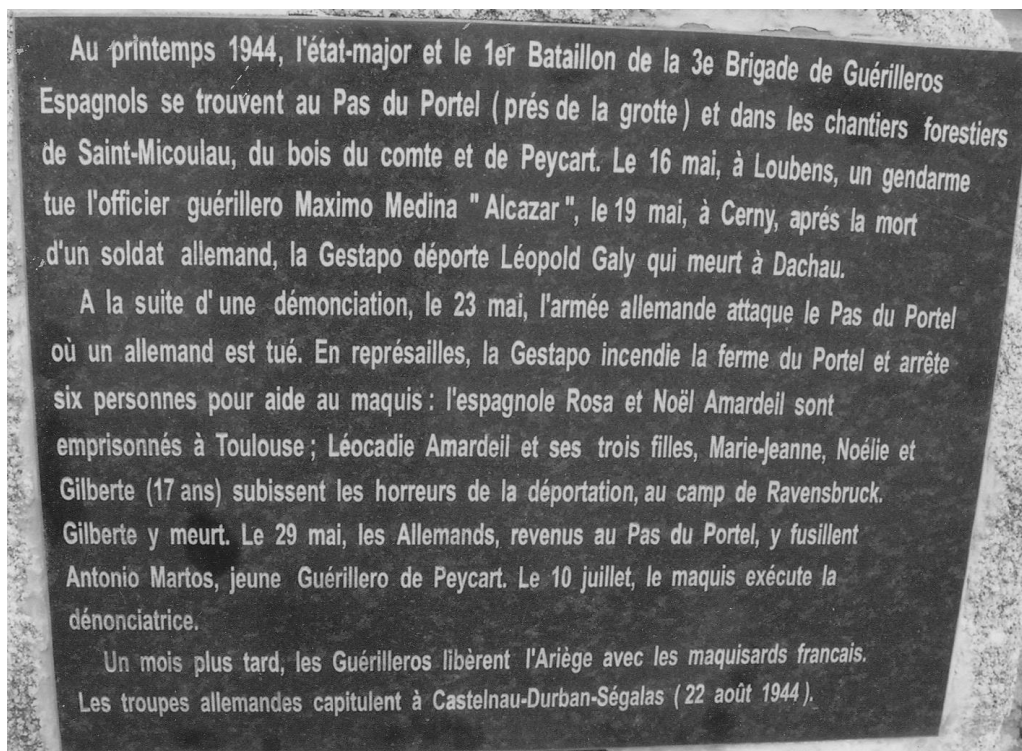 Au printemps 1944, l'état-major et le 1er Bataillon de la 3e Brigade de Guérilleros
Espagnols se trouvent au Pas du Portel (prés de la grotte) et dans les chantiers forestiers
de Saint-Micoulau, du bois du comte et de Peycart. Le 16 mai, à Loubens, un gendarme
tue l'officier guérillero Maximo Medina "Alcazar", le 19 mai, à Cerny, aprés la mort
d'un soldat allemand, la Gestapo déporte Léopold Galy qui meurt à Dachau.
A la suite d'une démonciation, le 23 mai, l'armée allemande attaque le Pas du Portel
où un allemand est tué. En représailles, la Gestapo incendie la ferme du Portel et arrête
six personnes pour aide au maquis : l'espagnole Rosa et Noël Amardeil sont
emprisonnés à Toulouse ; Léocadie Amardeil et ses trois filles, Marie-Jeanne, Noélie et
Gilberte (17 ans) subissent les horreurs de la déportation, au camp de Ravensbruck.
Gilberte y meurt. Le 29 mai, les Allemands, revenus au Pas du Portel, y fusillent
Antonio Martos, jeune Guérillero de Peycart. Le 10 juillet, le maquis exécute la
dénonciatrice.
Un mois plus tard, les Guérilleros libèrent l'Ariège avec les maquisards francais.
Les troupes allemandes capitulent à Castelnau-Durban-Ségalas (22 août 1944).